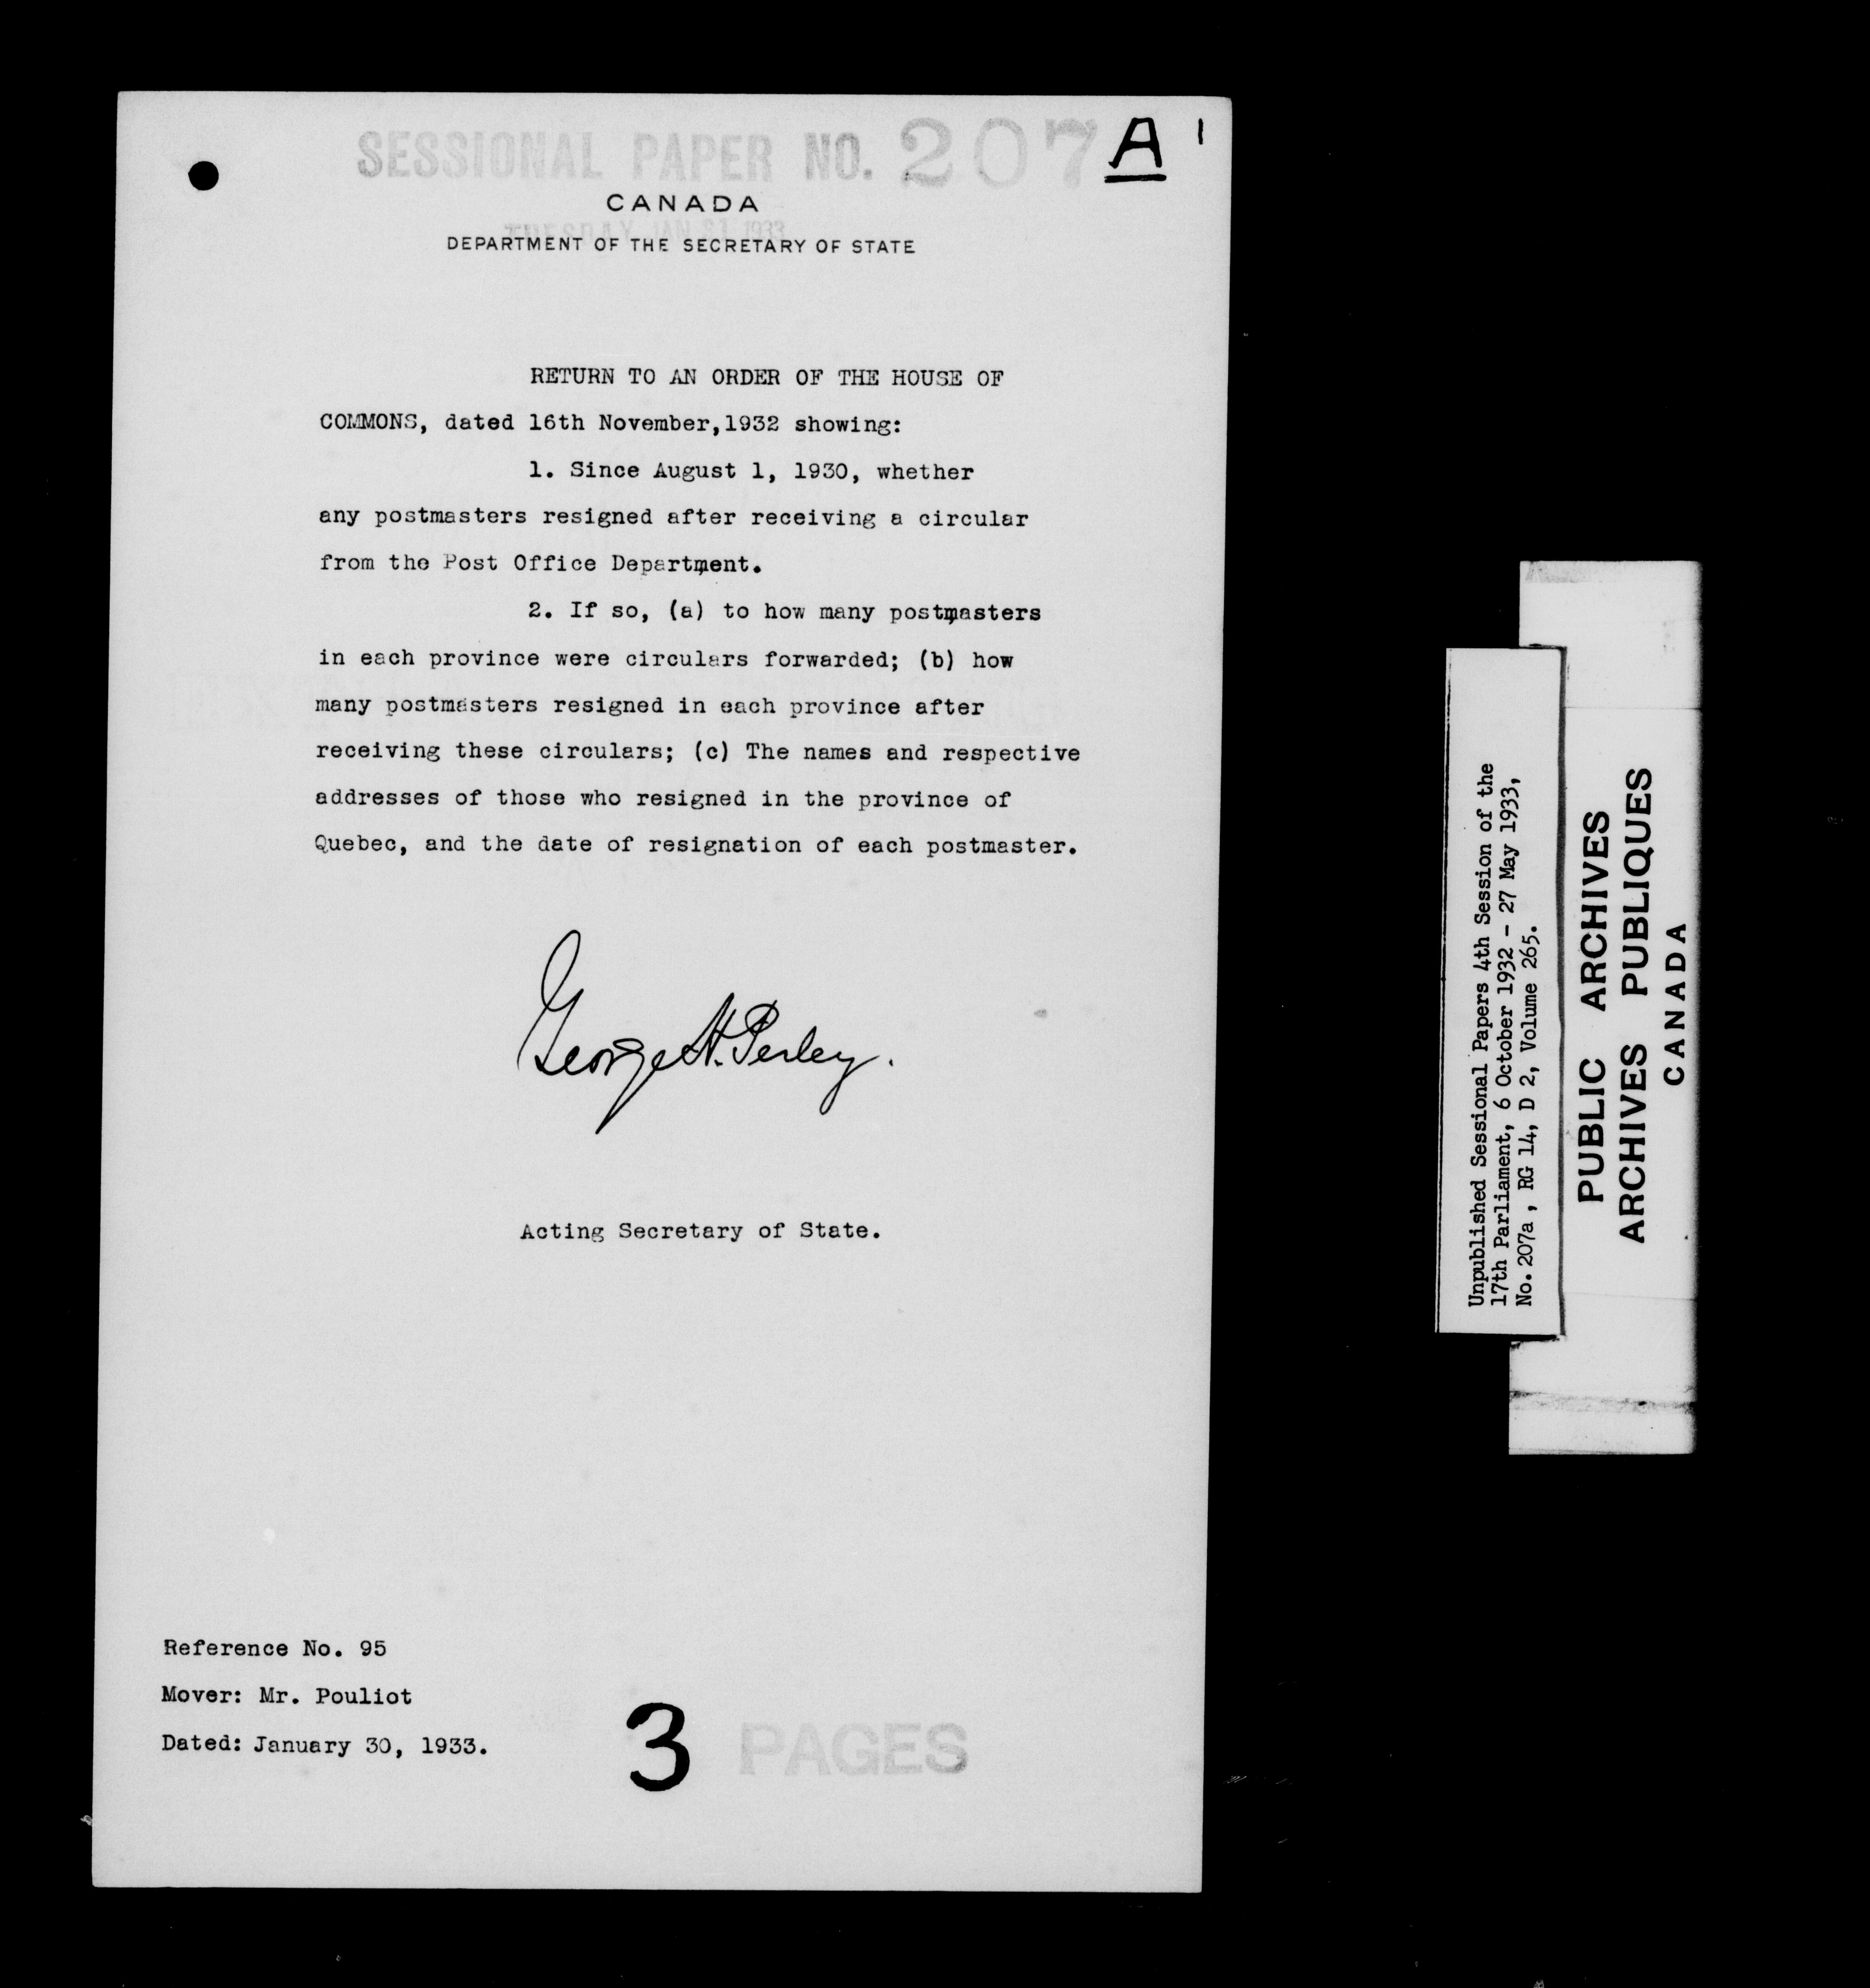 SESSIONAL PAPER NO. 207 A 1
CANADA
TUESDAY JAN 31 1933
DEPARTMENT OF THE SECRETARY OF STATE
RETURN TO AN ORDER OF THE HOUSE OF
COMMONS, dated 16th November,1932 showing:
1. Since August 1, 1930, whether
any postmasters resigned after receiving a circular
from the Post Office Department.
2. If so, (a) to how many postmasters
in each province were circulars forwarded; (b) how
many postmasters resigned in each province after
receiving these circulars; (c) The names and respective
addresses of those who resigned in the province of
Quebec, and the date of resignation of each postmaster.
George H. Perley.
Acting Secretary of State.
Reference No. 95
Mover: Mr. Pouliot
Dated: January 30, 1933.
3 PAGES
Unpublished Sessional Papers 4th Session of the
17th Parliament, 6 October 1932 - 27 May 1933,
No. 207a , RG 14, D 2, Volume 265.
PUBLIC ARCHIVES
ARCHIVES PUBLIQUES
CANADA